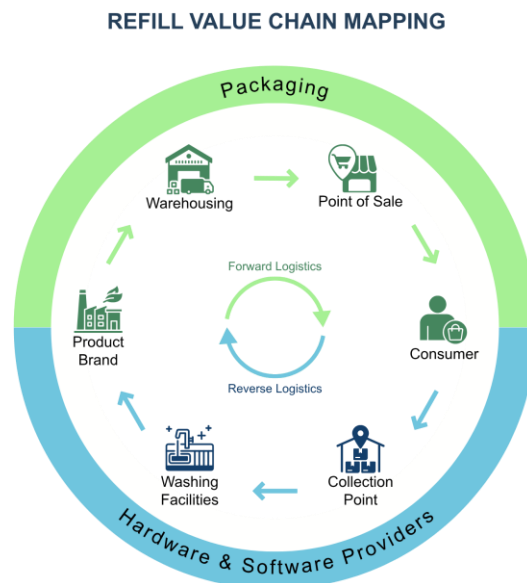 REFILL VALUE CHAIN MAPPING
Packaging
Warehousing
Point of Sale
Forward Logistics
Product
Brand
Consumer
Reverse Logistics
Washing
Facilities
Collection
Point
Hardware & Software Providers